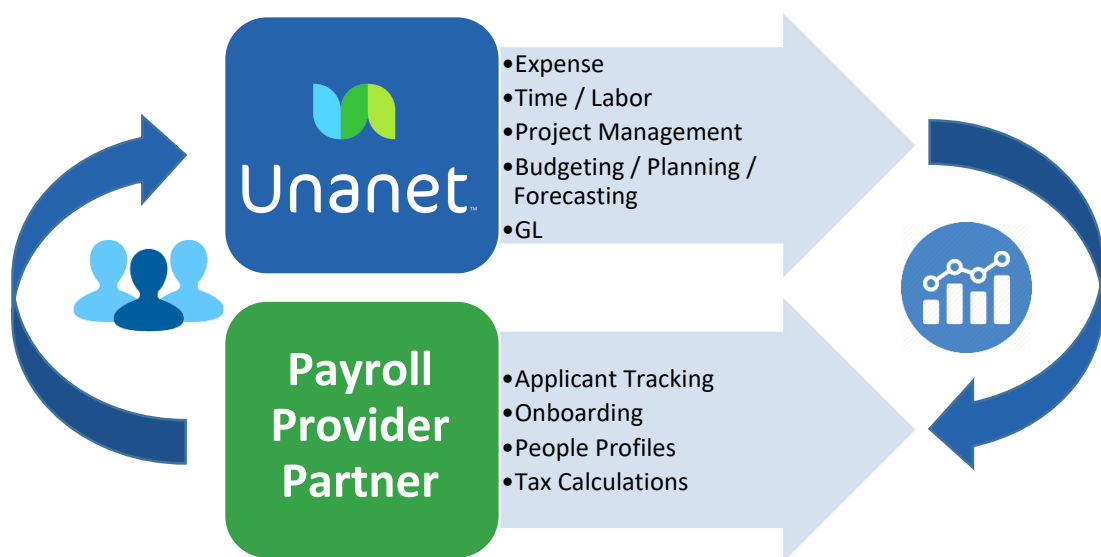 Unanet™
•Expense
•Time / Labor
•Project Management
•Budgeting / Planning /
Forecasting
•GL
Payroll
Provider
Partner
•Applicant Tracking
•Onboarding
•People Profiles
•Tax Calculations